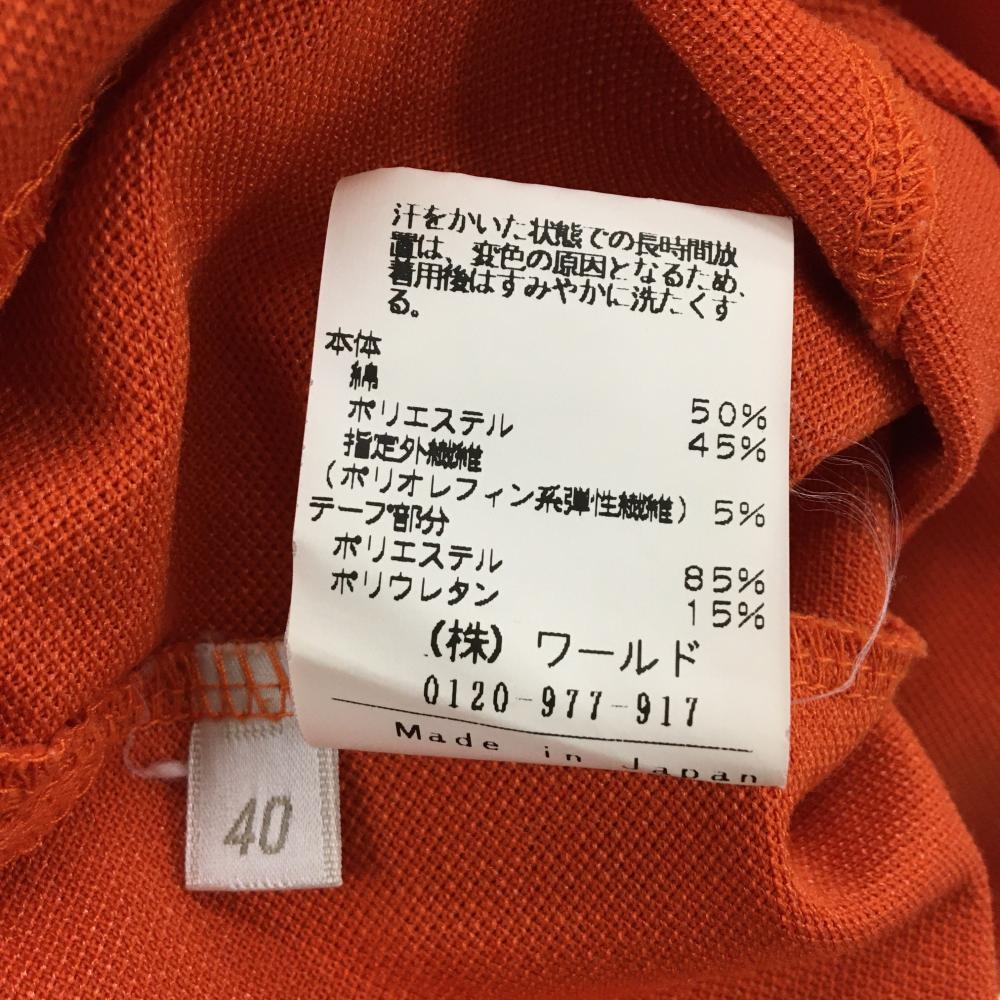 汗をかいた状態での長時間放
置は、変色の原因となるため、
着用後はすみやかに洗たくす
る。
本体
綿 50%
ポリエステル 45%
指定外繊維
(ポリオレフィン系弾性繊維) 5%
テープ部分
ポリエステル 85%
ポリウレタン 15%
(株) ワールド
0120-977-917
Made in Japan
40